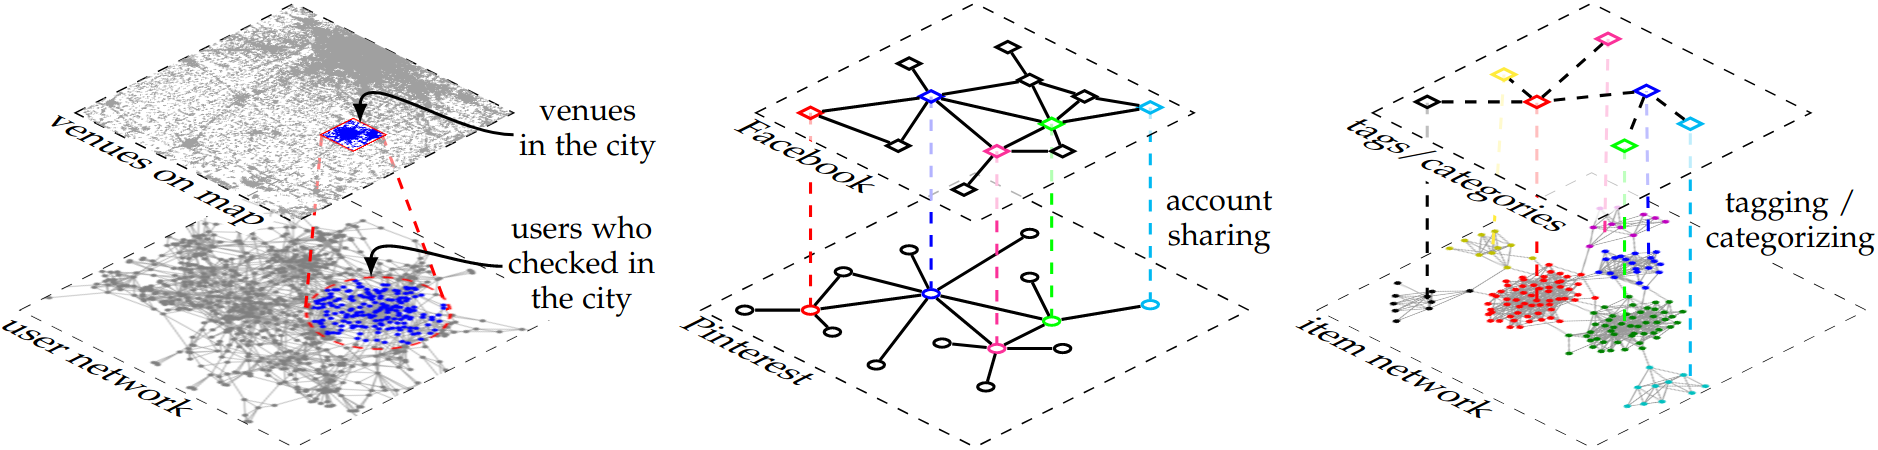 venues on map
venues
in the city
users who
checked in
the city
user network
Facebook
account
sharing
Pinterest
tags/categories
tagging /
categorizing
item network